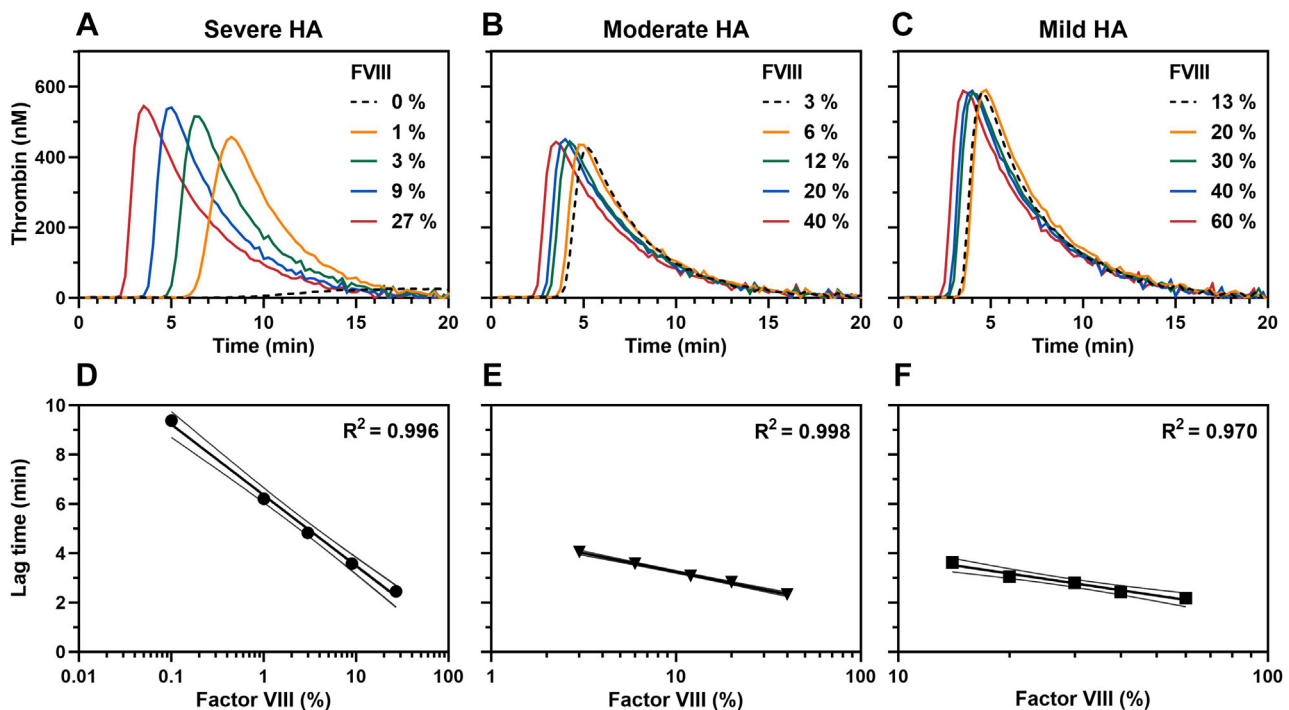 A
Severe HA
Thrombin (nM)
600
400
200
0
FVIII
0 %
1 %
3 %
9 %
27 %
0 5 10 15 20
Time (min)
B
Moderate HA
FVIII
3 %
6 %
12 %
20 %
40 %
0 5 10 15 20
Time (min)
C
Mild HA
FVIII
13 %
20 %
30 %
40 %
60 %
0 5 10 15 20
Time (min)
D
Lag time (min)
10
8
6
4
2
0
R² = 0.996
0.01 0.1 1 10 100
Factor VIII (%)
E
R² = 0.998
1 10 100
Factor VIII (%)
F
R² = 0.970
10 100
Factor VIII (%)